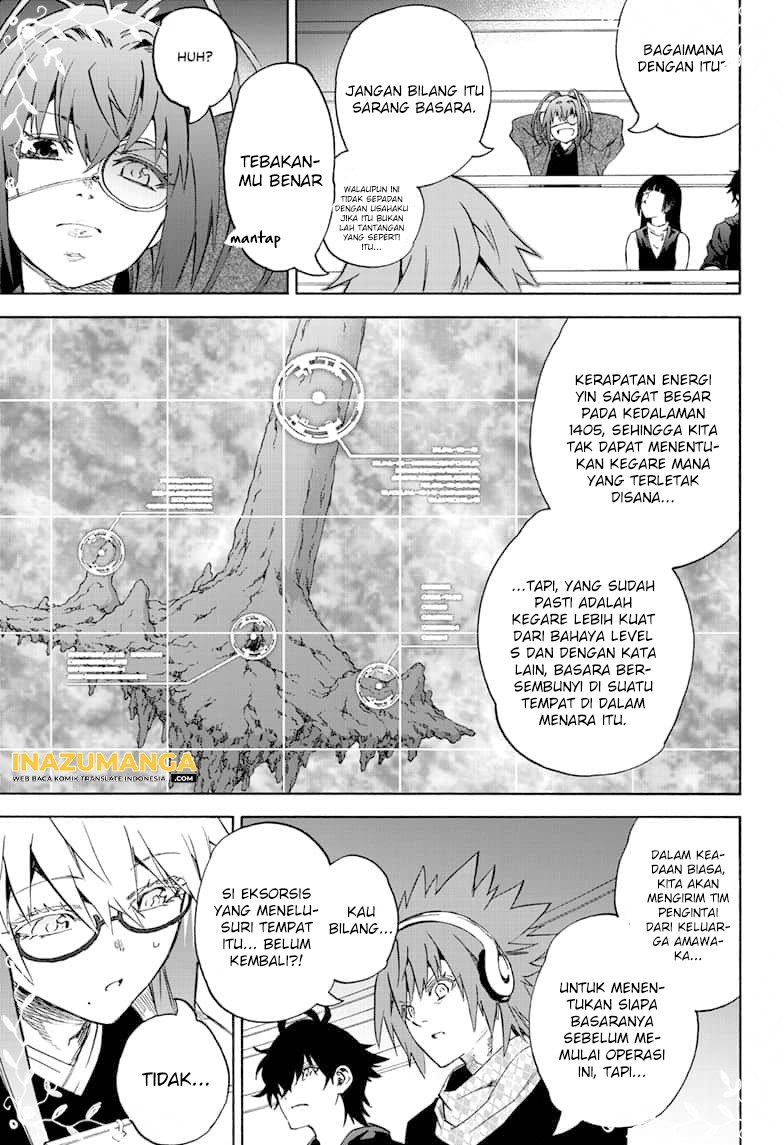 BAGAIMANA
DENGAN ITU?
JANGAN BILANG ITU
SARANG BASARA.
WALAUPUN INI
TIDAK SEPADAN
DENGAN USAHAKU
JIKA ITU BUKAN
LAH TANTANGAN
YANG SEPERTI
ITU...
TEBAKAN-
MU BENAR
mantap
HUH?
KERAPATAN ENERGI
YIN SANGAT BESAR
PADA KEDALAMAN
1405, SEHINGGA KITA
TAK DAPAT MENENTU-
KAN KEGARE MANA
YANG TERLETAK
DISANA...
...TAPI, YANG SUDAH
PASTI ADALAH
KEGARE LEBIH KUAT
DARI BAHAYA LEVEL
S DAN DENGAN KATA
LAIN, BASARA BER-
SEMBUNYI DI SUATU
TEMPAT DI DALAM
MENARA ITU.
INAZUMANGA
WEB BACA KOMIK TRANSLATE INDONESIA .COM
DALAM KEA-
DAAN BIASA,
KITA AKAN
MENGIRIM TIM
PENGINTAI
DARI KELUAR-
GA AMAWA-
KA...
UNTUK MENEN-
TUKAN SIAPA
BASARANYA
SEBELUM ME-
MULAI OPERASI
INI, TAPI...
KAU
BILANG...
SI EKSORSIS
YANG MENELU-
SURI TEMPAT
ITU... BELUM
KEMBALI?!
TIDAK...